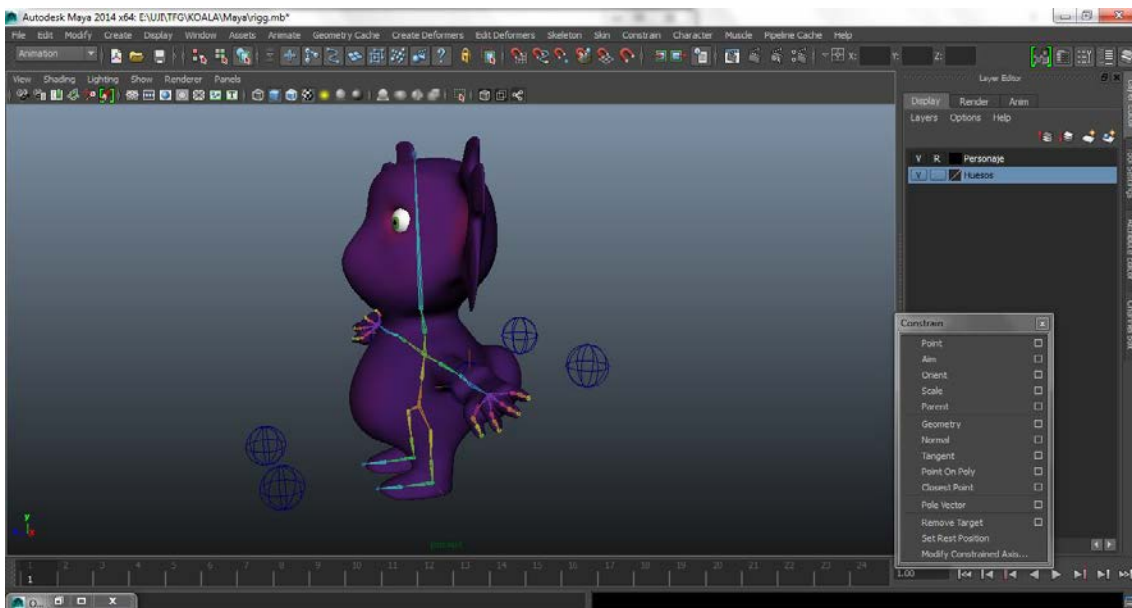 Autodesk Maya 2014 x64: E:\UJI\TFG\KOALA\Maya\rigg.mb*
File Edit Modify Create Display Window Assets Animate Geometry Cache Create Deformers Edit Deformers Skeleton Skin Constrain Character Muscle Pipeline Cache Help
Animation X: Y: Z:
View Shading Lighting Show Renderer Panels
Layer Editor
Display Render Anim
Layers Options Help
V R Personaje
V Huesos
Constrain
Point
Aim
Orient
Scale
Parent
Geometry
Normal
Tangent
Point On Poly
Closest Point
Pole Vector
Remove Target
Set Rest Position
Modify Constrained Axis...
y
x
1 2 3 4 5 6 7 8 9 10 11 12 13 14 15 16 17 18 19 20 21 22 23 24
1
1.00